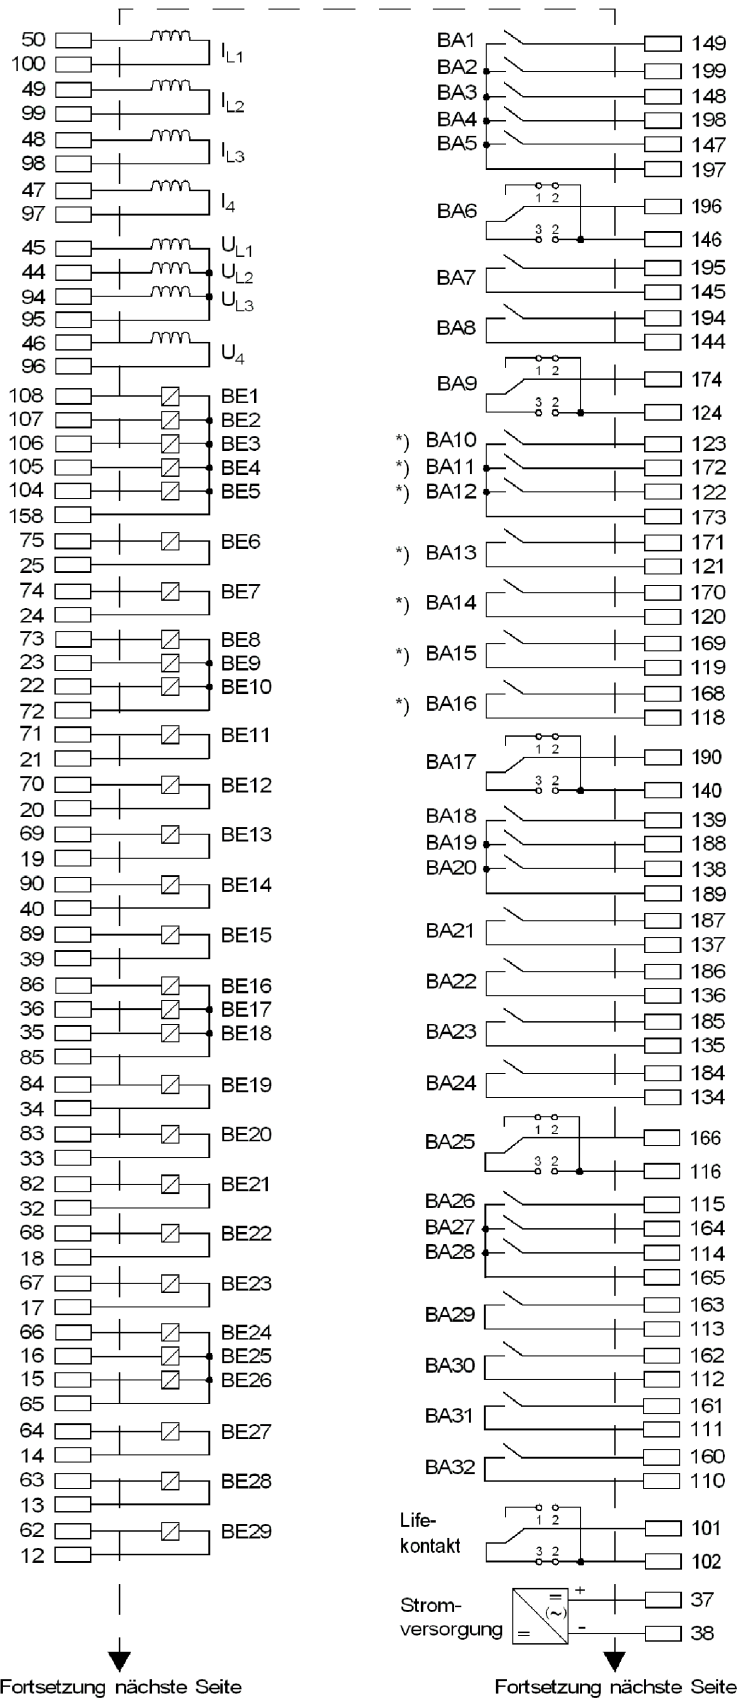 50
100 I L1
49
99 I L2
48
98 I L3
47
97 I4
45 UL1
44 UL2
94 UL3
95
46
96 U4
108 BE1
107 BE2
106 BE3
105 BE4
104 BE5
158
75 BE6
25
74 BE7
24
73 BE8
23 BE9
22 BE10
72
71 BE11
21
70 BE12
20
69 BE13
19
90 BE14
40
89 BE15
39
86 BE16
36 BE17
35 BE18
85
84 BE19
34
83 BE20
33
82 BE21
32
68 BE22
18
67 BE23
17
66 BE24
16 BE25
15 BE26
65
64 BE27
14
63 BE28
13
62 BE29
12
Fortsetzung nächste Seite
BA1 149
BA2 199
BA3 148
BA4 198
BA5 147
197
1 2
BA6 196
3 2
146
BA7 195
145
BA8 194
144
1 2
BA9 174
3 2
124
*) BA10 123
*) BA11 172
*) BA12 122
173
*) BA13 171
121
*) BA14 170
120
*) BA15 169
119
*) BA16 168
118
1 2
BA17 190
3 2
140
BA18 139
BA19 188
BA20 138
189
BA21 187
137
BA22 186
136
BA23 185
135
BA24 184
134
1 2
BA25 166
3 2
116
BA26 115
BA27 164
BA28 114
165
BA29 163
113
BA30 162
112
BA31 161
111
BA32 160
110
1 2
Life- 101
kontakt 3 2
102
Strom- = (~) + 37
versorgung = - 38
Fortsetzung nächste Seite